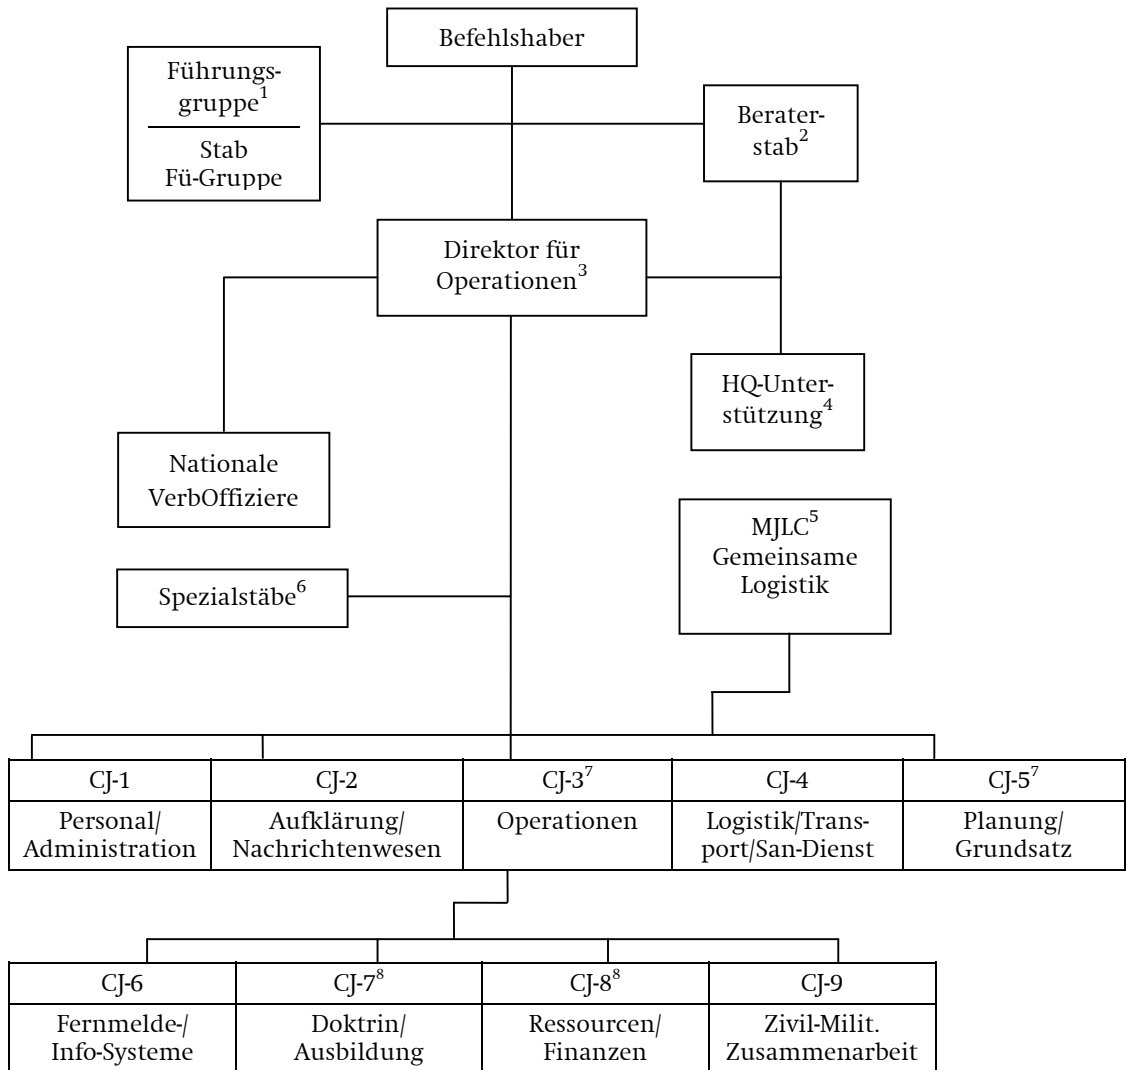 Befehlshaber
Führungs-
gruppe¹
Stab
Fü-Gruppe
Berater-
stab²
Direktor für
Operationen³
HQ-Unter-
stützung⁴
Nationale
VerbOffiziere
MJLC⁵
Gemeinsame
Logistik
Spezialstäbe⁶
CJ-1
CJ-2
CJ-3⁷
CJ-4
CJ-5⁷
Personal/
Administration
Aufklärung/
Nachrichtenwesen
Operationen
Logistik/Trans-
port/San-Dienst
Planung/
Grundsatz
CJ-6
CJ-7⁸
CJ-8⁸
CJ-9
Fernmelde-/
Info-Systeme
Doktrin/
Ausbildung
Ressourcen/
Finanzen
Zivil-Milit.
Zusammenarbeit